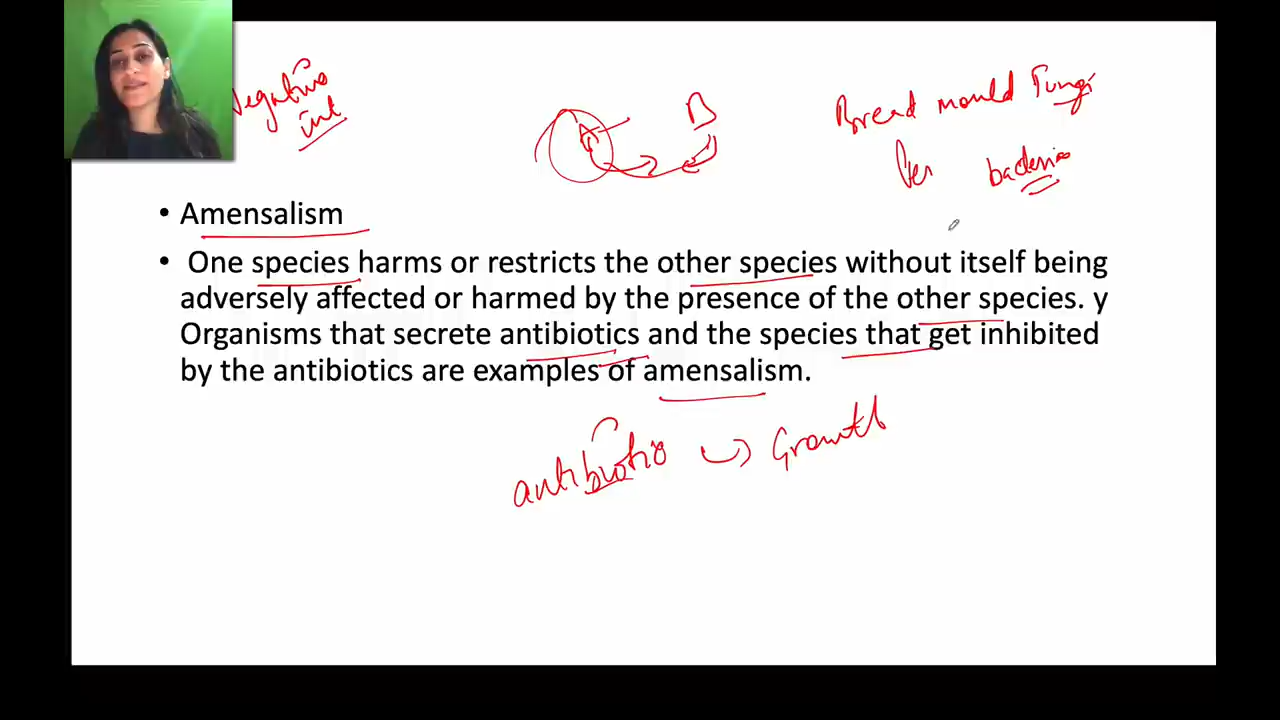 Negative
int
A
B
Bread mould Fungi
Pen bacteria
• Amensalism
• One species harms or restricts the other species without itself being
adversely affected or harmed by the presence of the other species. y
Organisms that secrete antibiotics and the species that get inhibited
by the antibiotics are examples of amensalism.
antibiotic Growth